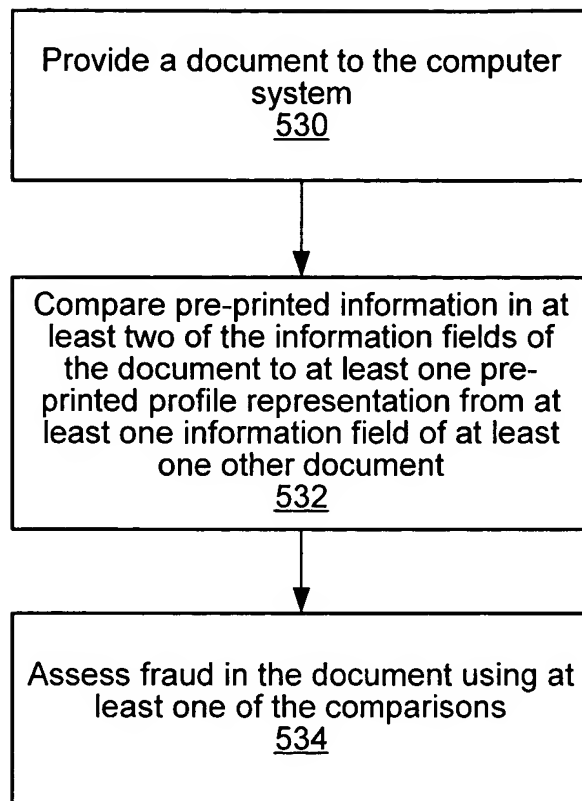 Provide a document to the computer
system
530
Compare pre-printed information in at
least two of the information fields of
the document to at least one pre-
printed profile representation from at
least one information field of at least
one other document
532
Assess fraud in the document using at
least one of the comparisons
534